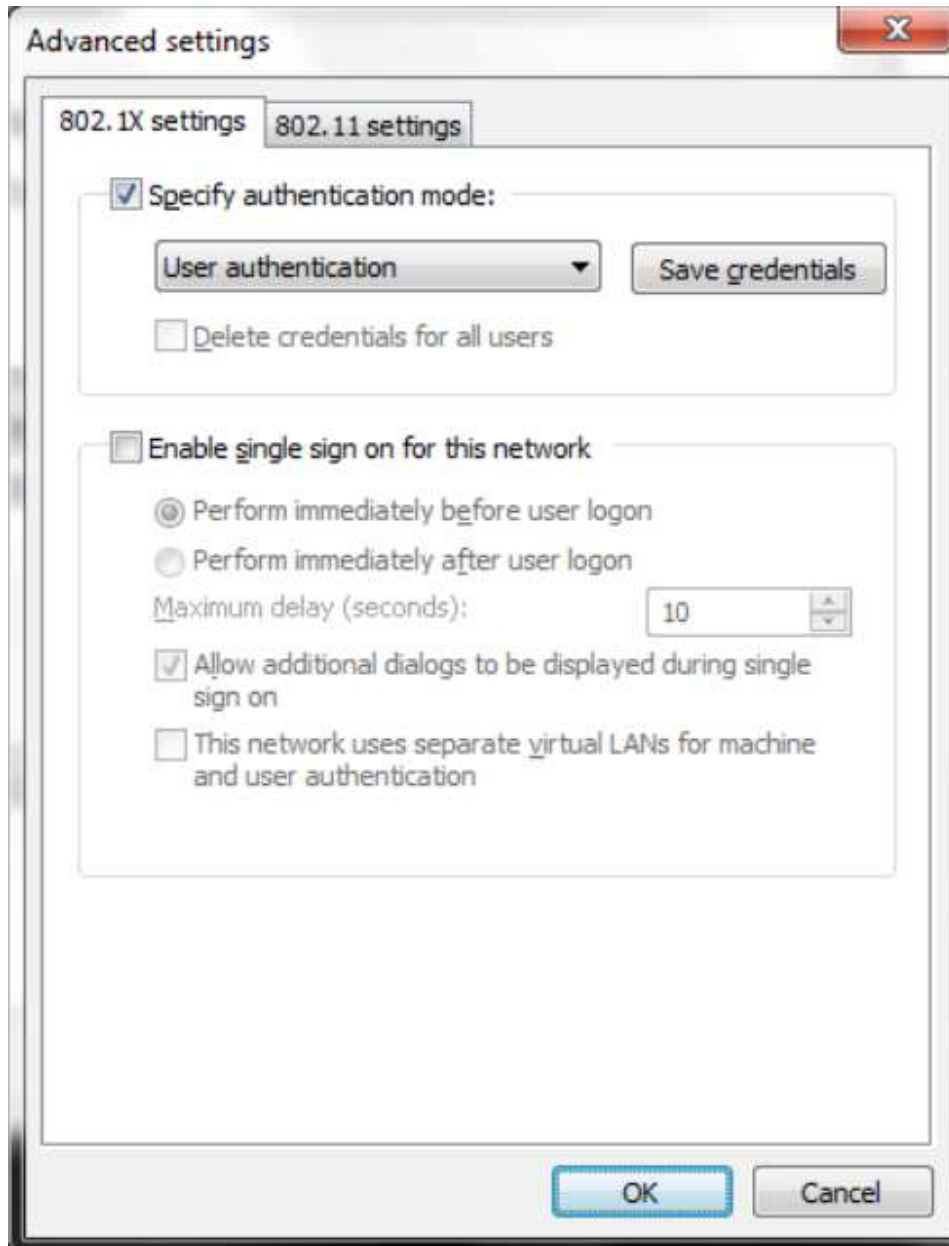 Advanced settings
802.1X settings
802.11 settings
Specify authentication mode:
User authentication
Save credentials
Delete credentials for all users
Enable single sign on for this network
Perform immediately before user logon
Perform immediately after user logon
Maximum delay (seconds):
10
Allow additional dialogs to be displayed during single
sign on
This network uses separate virtual LANs for machine
and user authentication
OK
Cancel